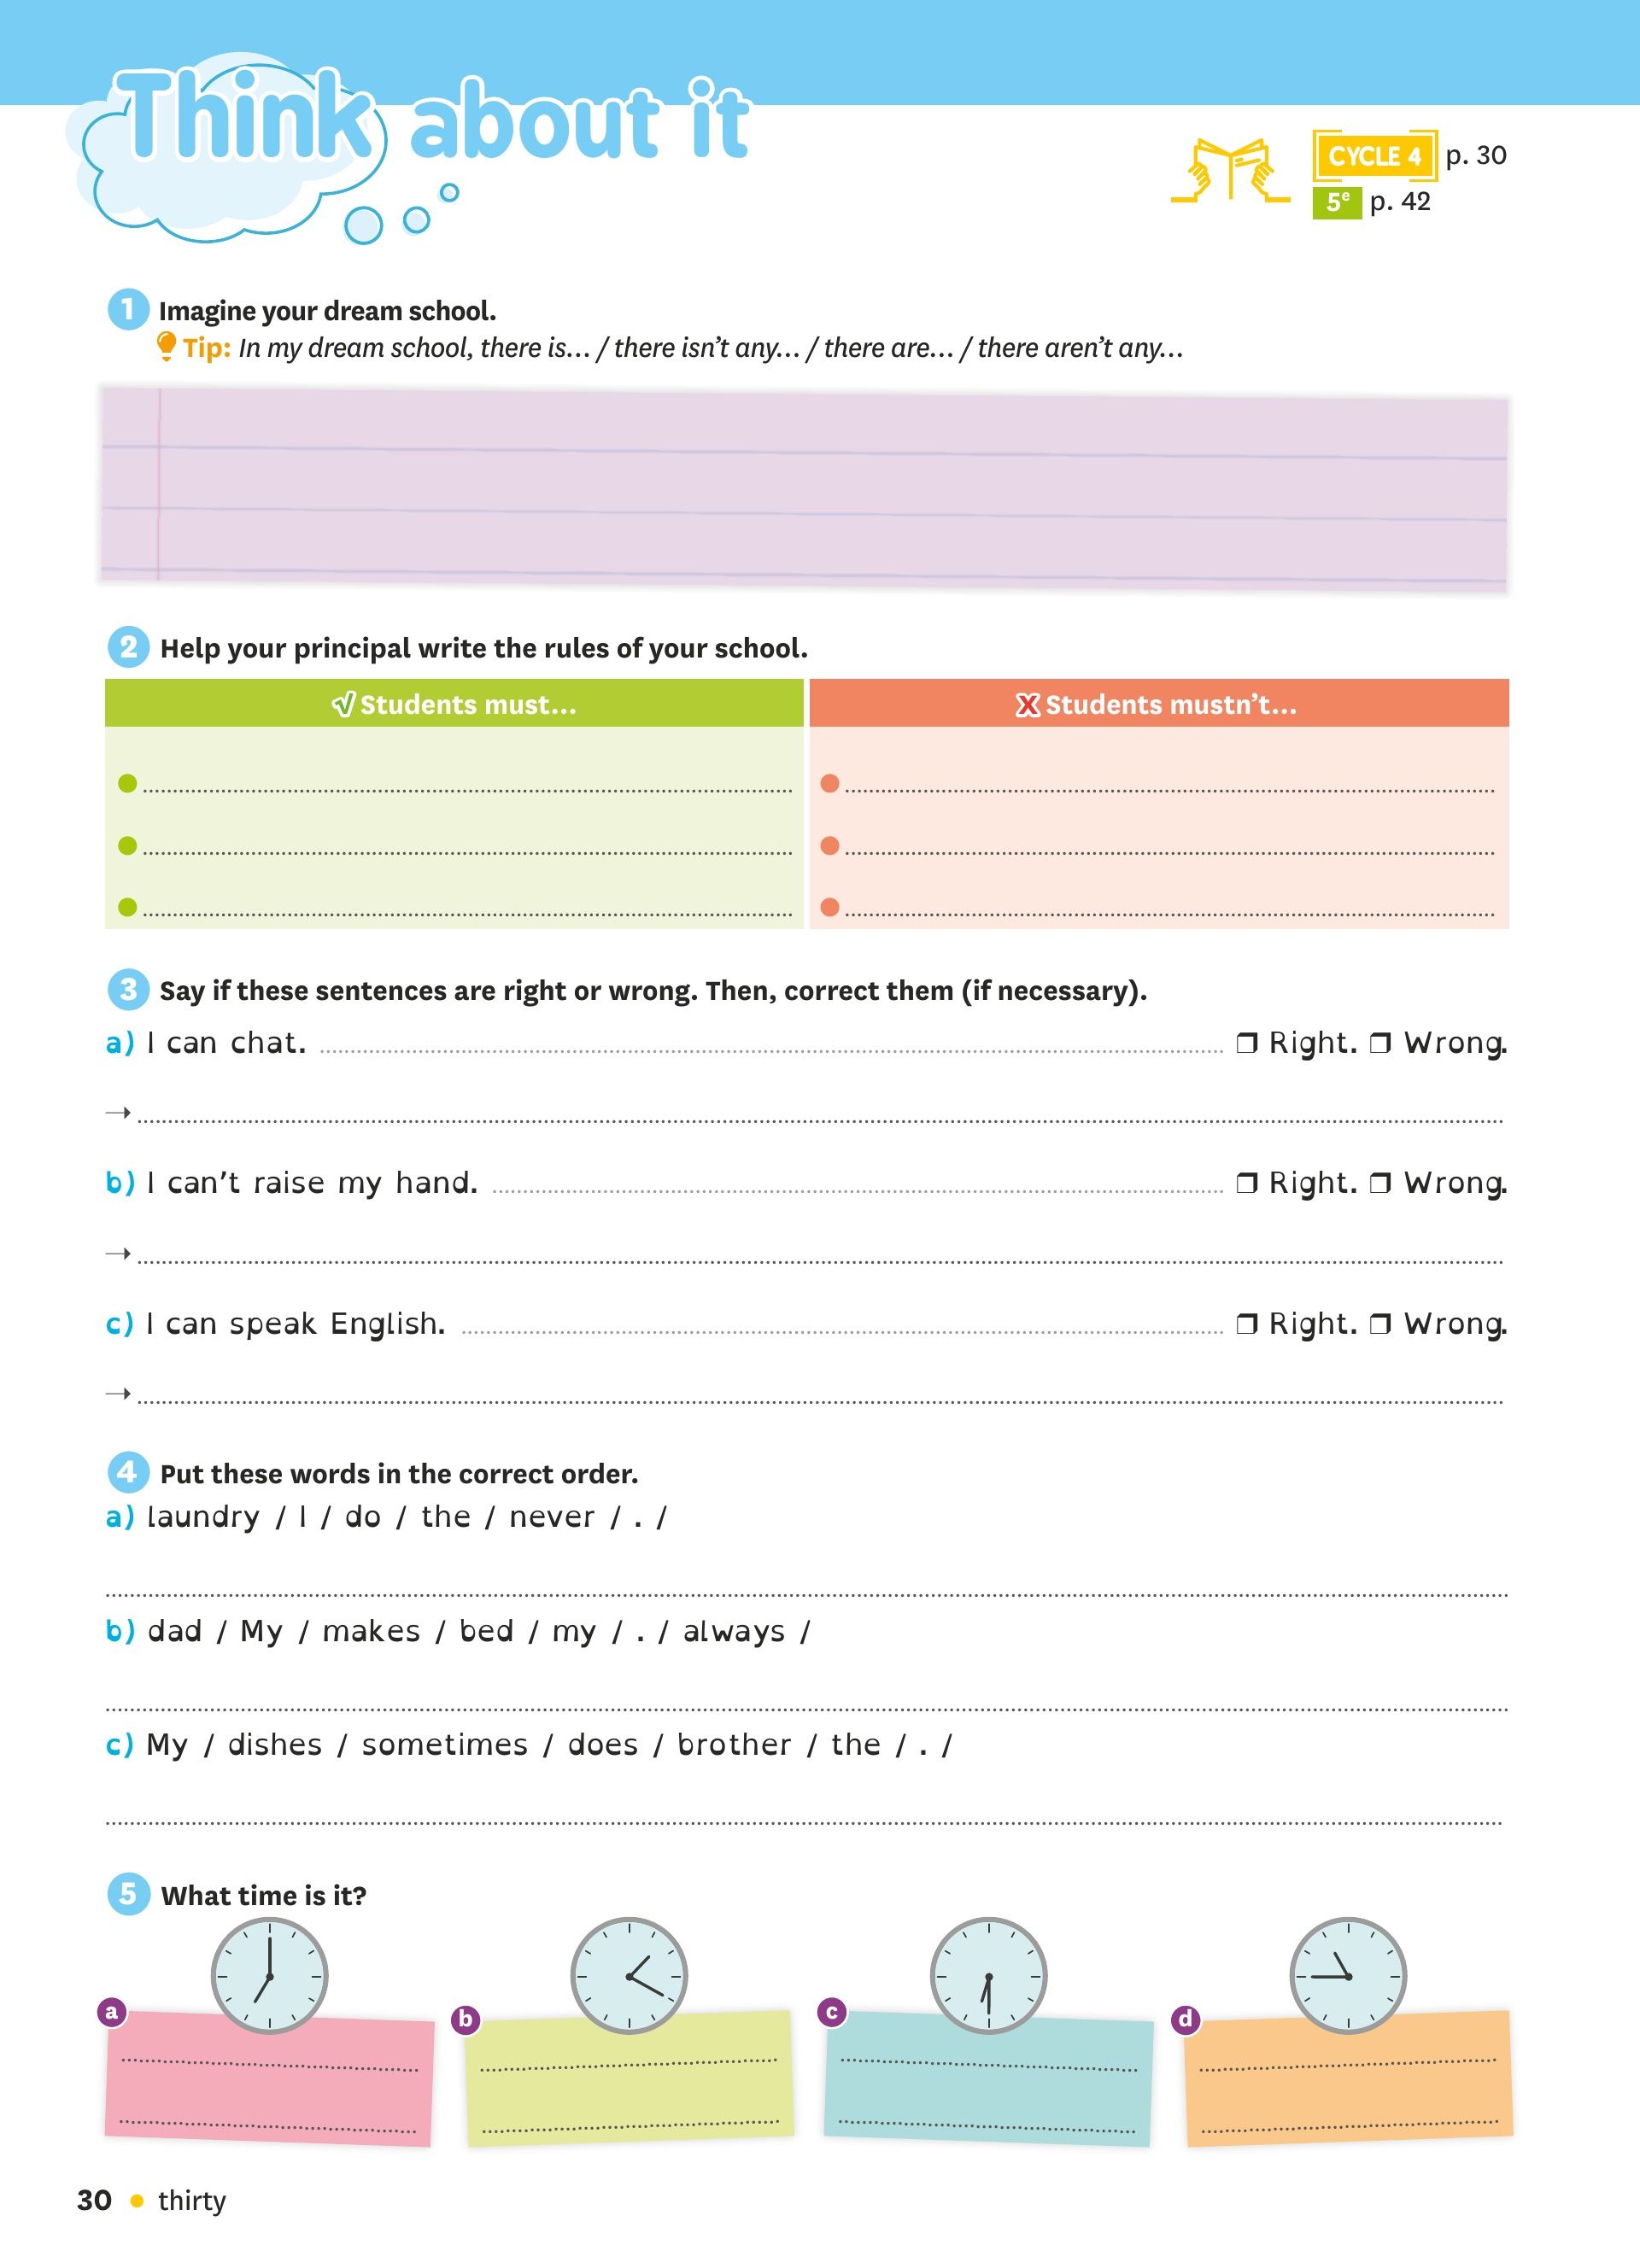 Think about it
CYCLE 4 p. 30
5e p. 42
1 Imagine your dream school.
Tip: In my dream school, there is… / there isn't any… / there are… / there aren't any…
2 Help your principal write the rules of your school.
√ Students must…
X Students mustn't…
3 Say if these sentences are right or wrong. Then, correct them (if necessary).
a) I can chat. ❒ Right. ❒ Wrong.
→
b) I can't raise my hand. ❒ Right. ❒ Wrong.
→
c) I can speak English. ❒ Right. ❒ Wrong.
→
4 Put these words in the correct order.
a) laundry / I / do / the / never / . /
b) dad / My / makes / bed / my / . / always /
c) My / dishes / sometimes / does / brother / the / . /
5 What time is it?
a
b
c
d
30 • thirty